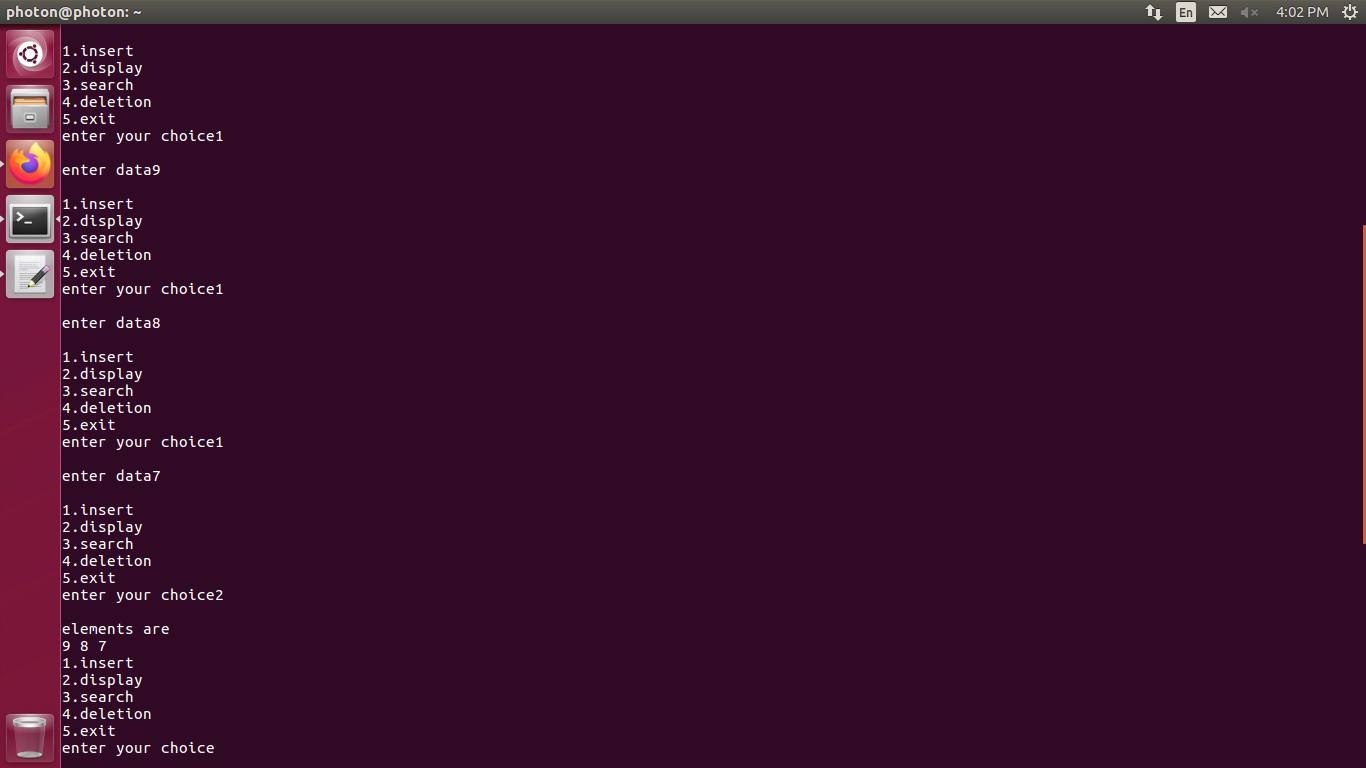 photon@photon: ~
En
4:02 PM
1.insert
2.display
3.search
4.deletion
5.exit
enter your choice1
enter data9
1.insert
2.display
3.search
4.deletion
5.exit
enter your choice1
enter data8
1.insert
2.display
3.search
4.deletion
5.exit
enter your choice1
enter data7
1.insert
2.display
3.search
4.deletion
5.exit
enter your choice2
elements are
9 8 7
1.insert
2.display
3.search
4.deletion
5.exit
enter your choice